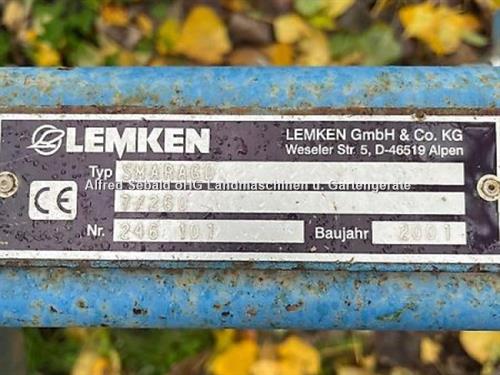 LEMKEN
LEMKEN GmbH & Co. KG
Weseler Str. 5, D-46519 Alpen
Typ SMARAGD
Alfred Sebald oHG Landmaschinen u. Gartengeräte
CE 7/260
Nr. 246 101 Baujahr 2001